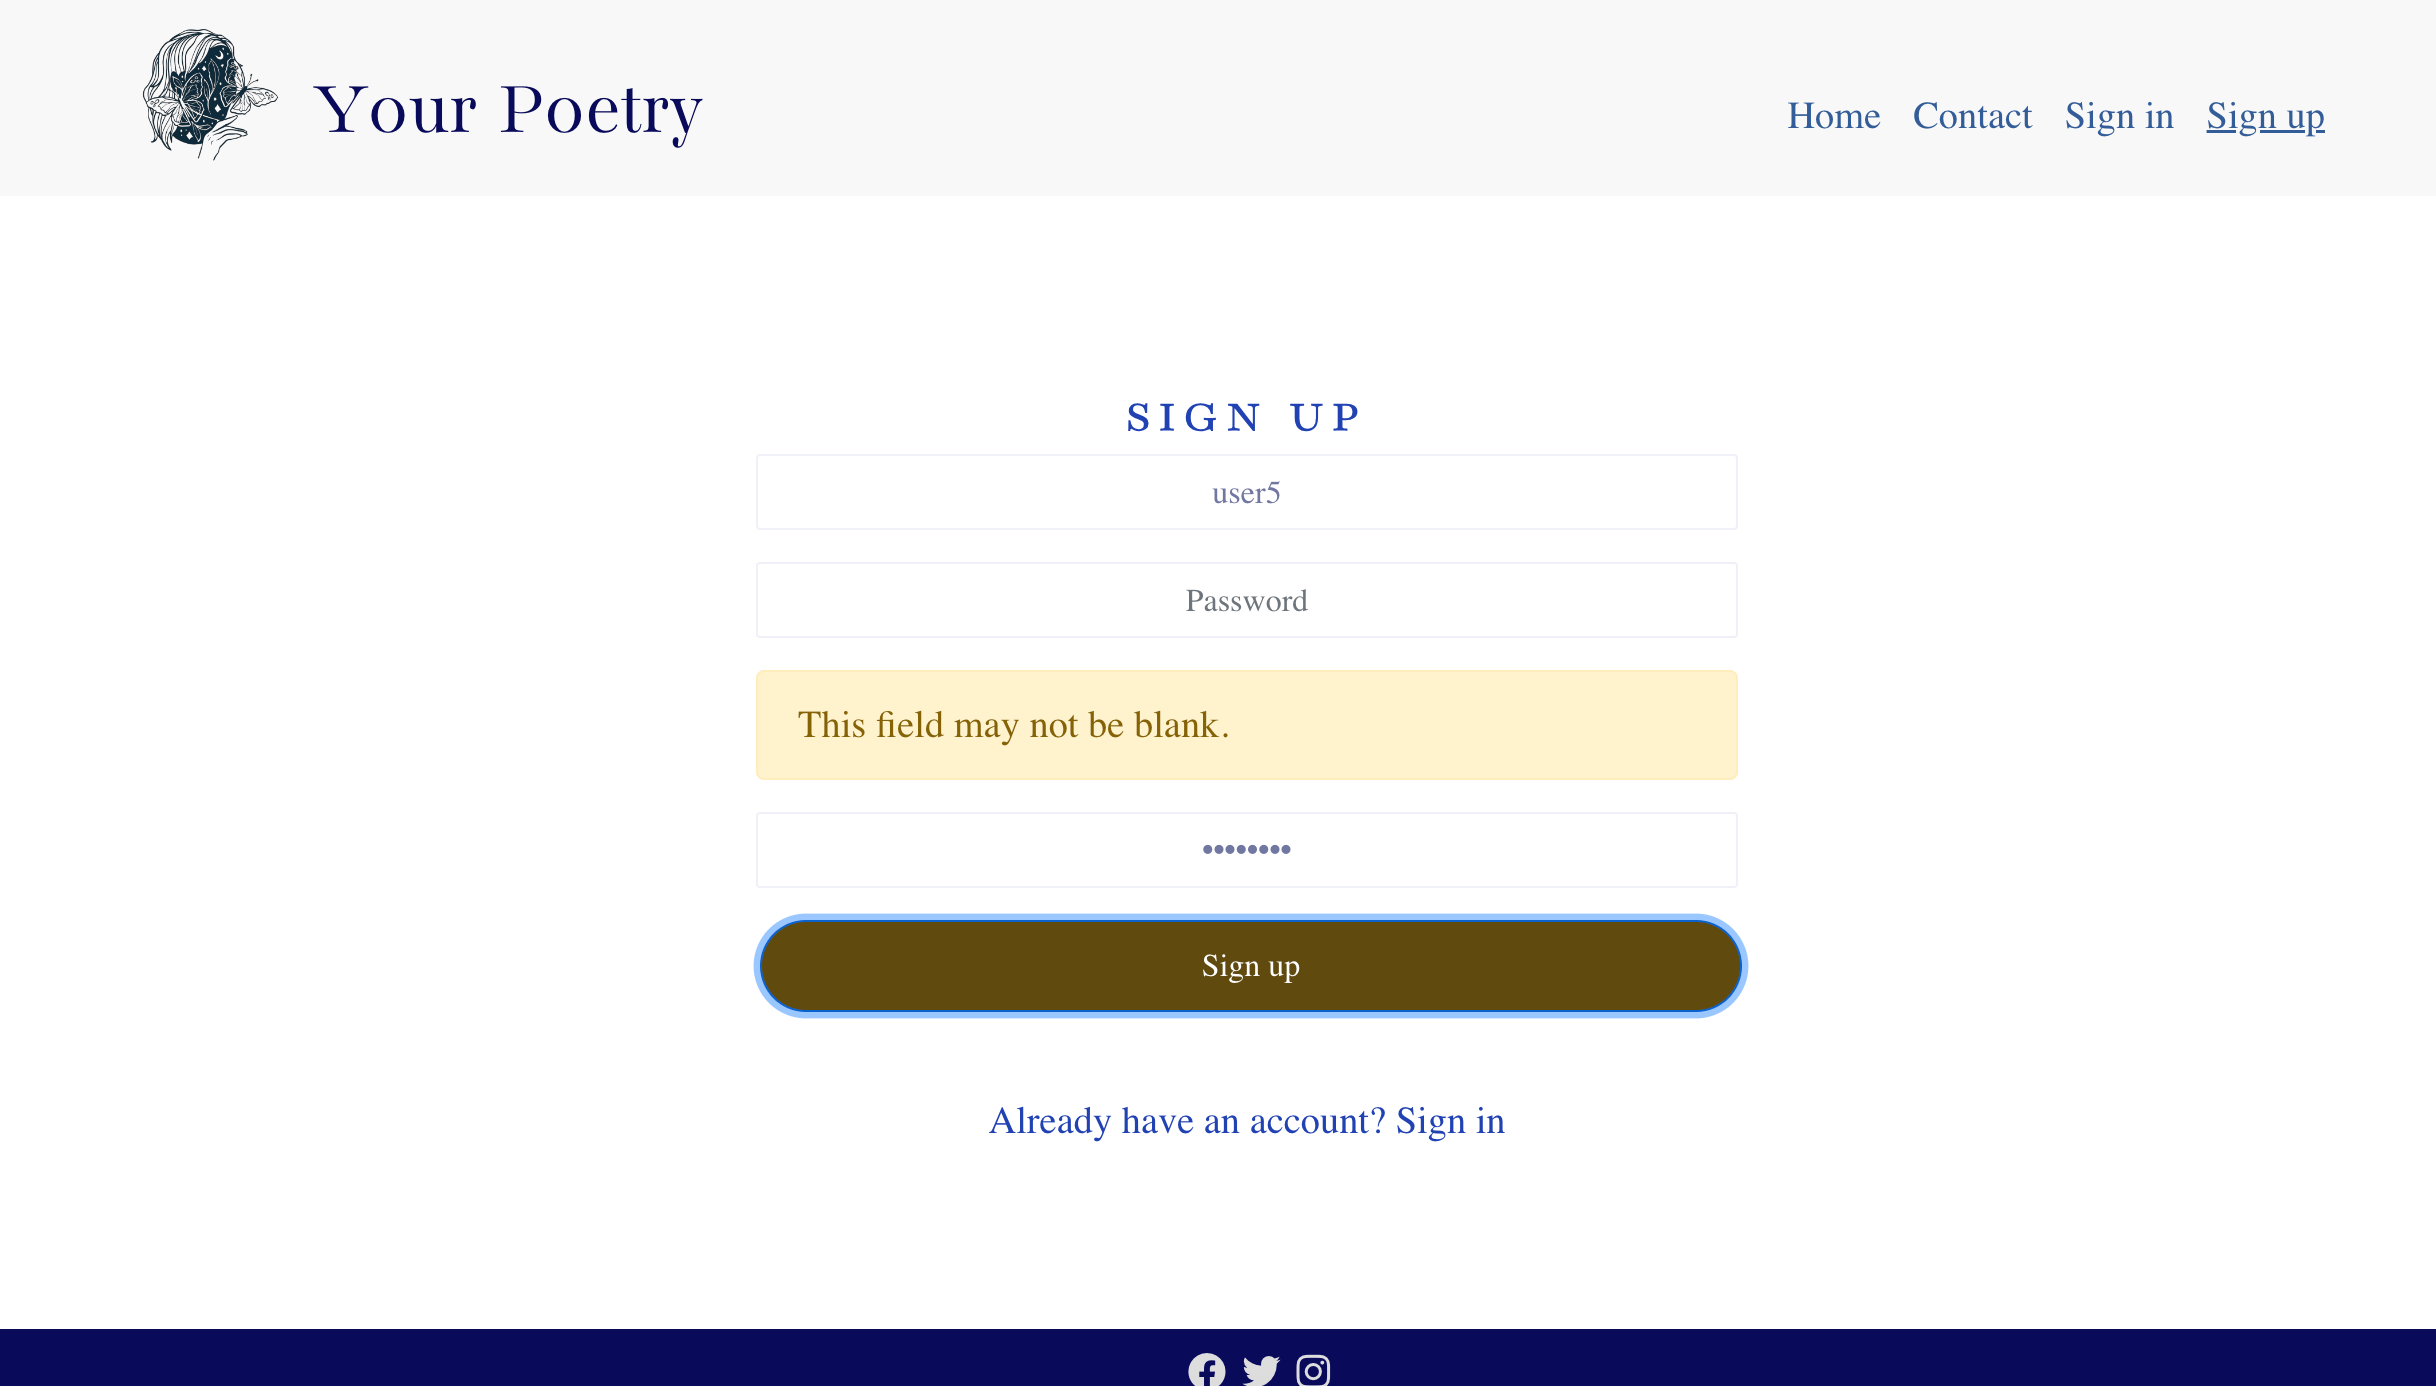 Your Poetry
Home Contact Sign in Sign up
SIGN UP
user5
Password
This field may not be blank.
••••••••
Sign up
Already have an account? Sign in